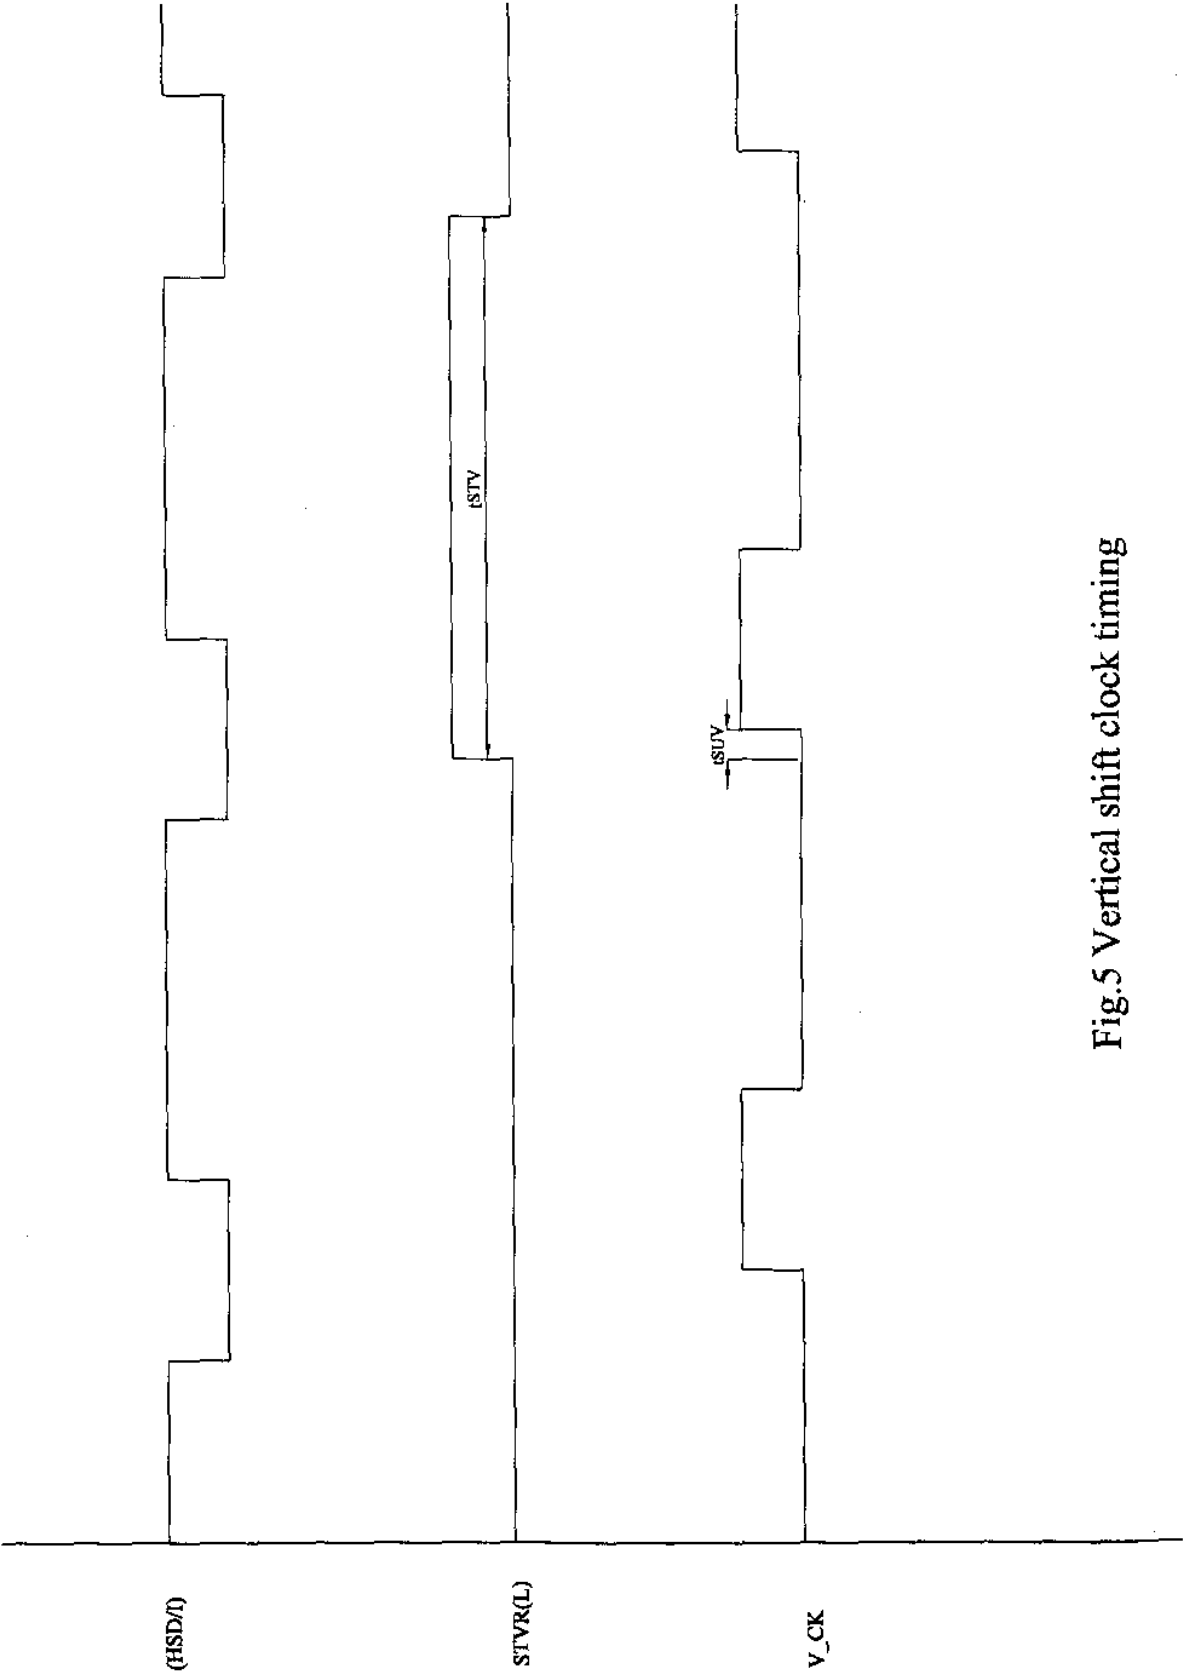 (HSD/I)
STVR(L)
tSTV
V_CK
tSUV
Fig.5 Vertical shift clock timing